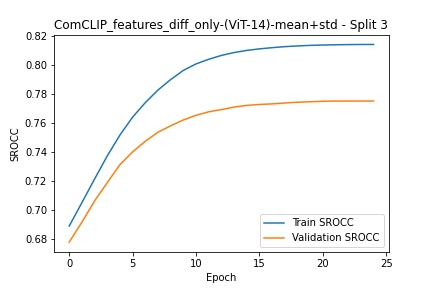 ComCLIP_features_diff_only-(ViT-14)-mean+std - Split 3
0.82
0.80
0.78
0.76
0.74
0.72
0.70
0.68
SROCC
Train SROCC
Validation SROCC
0 5 10 15 20 25
Epoch